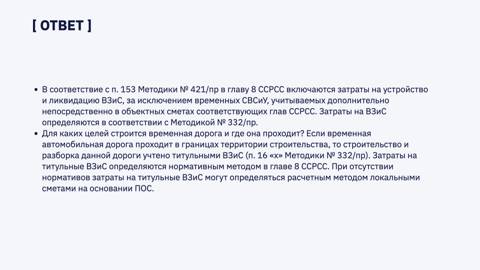 [ ОТВЕТ ]
• В соответствие с п. 153 Методики № 421/пр в главу 8 ССРСС включаются затраты на устройство
и ликвидацию ВЗиС, за исключением временных СВСиУ, учитываемых дополнительно
непосредственно в объектных сметах соответствующих глав ССРСС. Затраты на ВЗиС
определяются в соответствии с Методикой № 332/пр.
• Для каких целей строится временная дорога и где она проходит? Если временная
автомобильная дорога проходит в границах территории строительства, то строительство и
разборка данной дороги учтено титульными ВЗиС (п. 16 «х» Методики № 332/пр). Затраты на
титульные ВЗиС определяются нормативным методом в главе 8 ССРСС. При отсутствии
нормативов затраты на титульные ВЗиС могут определяться расчетным методом локальными
сметами на основании ПОС.